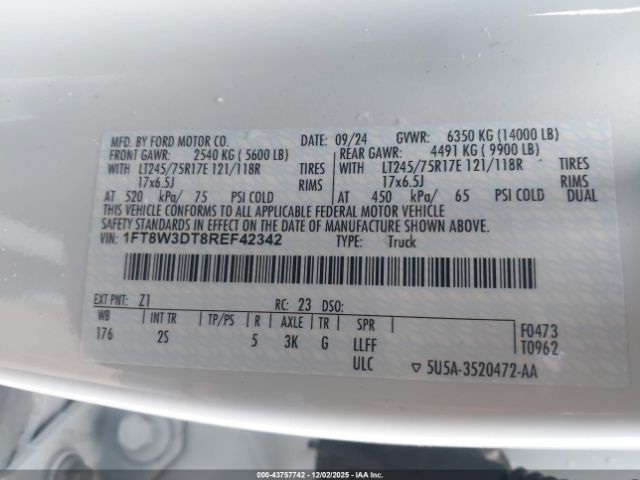 MFD. BY FORD MOTOR CO. DATE: 09/24 GVWR: 6350 KG (14000 LB)
FRONT GAWR: 2540 KG (5600 LB) REAR GAWR: 4491 KG (9900 LB)
WITH LT245/75R17E 121/118R TIRES WITH LT245/75R17E 121/118R TIRES
17x6.5J RIMS 17x6.5J RIMS
AT 520 kPa/ 75 PSI COLD AT 450 kPa/ 65 PSI COLD DUAL
THIS VEHICLE CONFORMS TO ALL APPLICABLE FEDERAL MOTOR VEHICLE
SAFETY STANDARDS IN EFFECT ON THE DATE OF MANUFACTURE SHOWN ABOVE.
VIN: 1FT8W3DT8REF42342 TYPE: Truck
EXT PNT: Z1 RC: 23 DSO:
WB INT TR TP/PS R AXLE TR SPR F0473
176 2S 5 3K G LLFF T0962
ULC ▽ 5U5A-3520472-AA
000-43757742 - 12/02/2025 - IAA Inc.